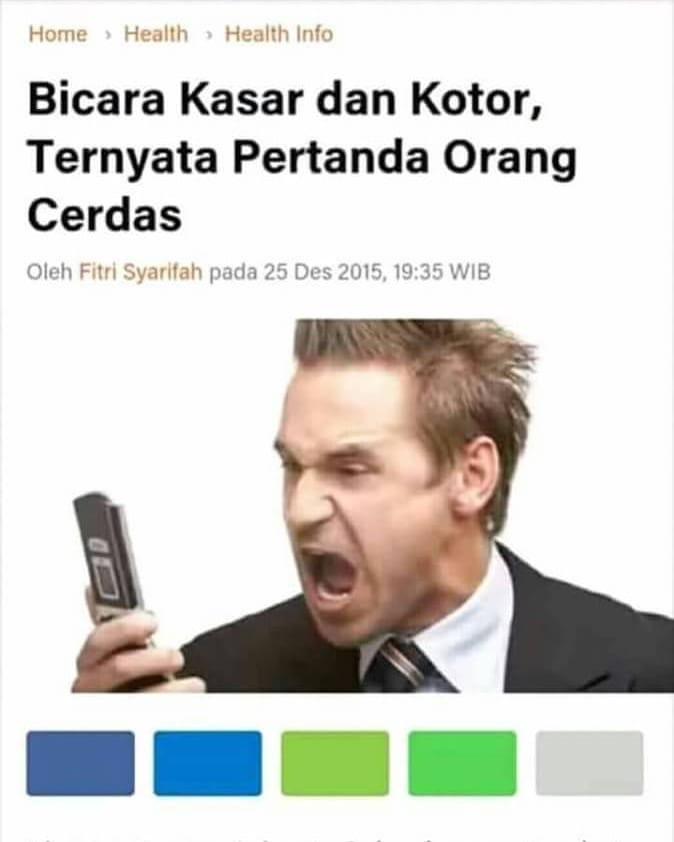 Home › Health › Health Info
Bicara Kasar dan Kotor,
Ternyata Pertanda Orang
Cerdas
Oleh Fitri Syarifah pada 25 Des 2015, 19:35 WIB